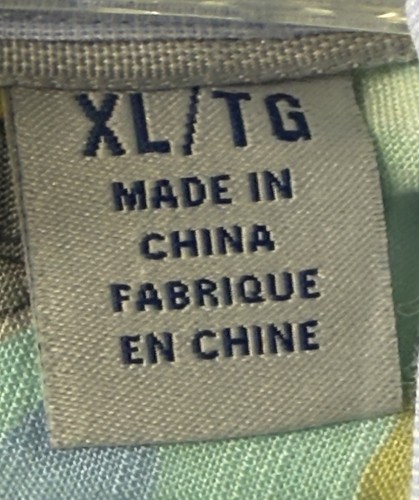 XL/TG
MADE IN
CHINA
FABRIQUE
EN CHINE